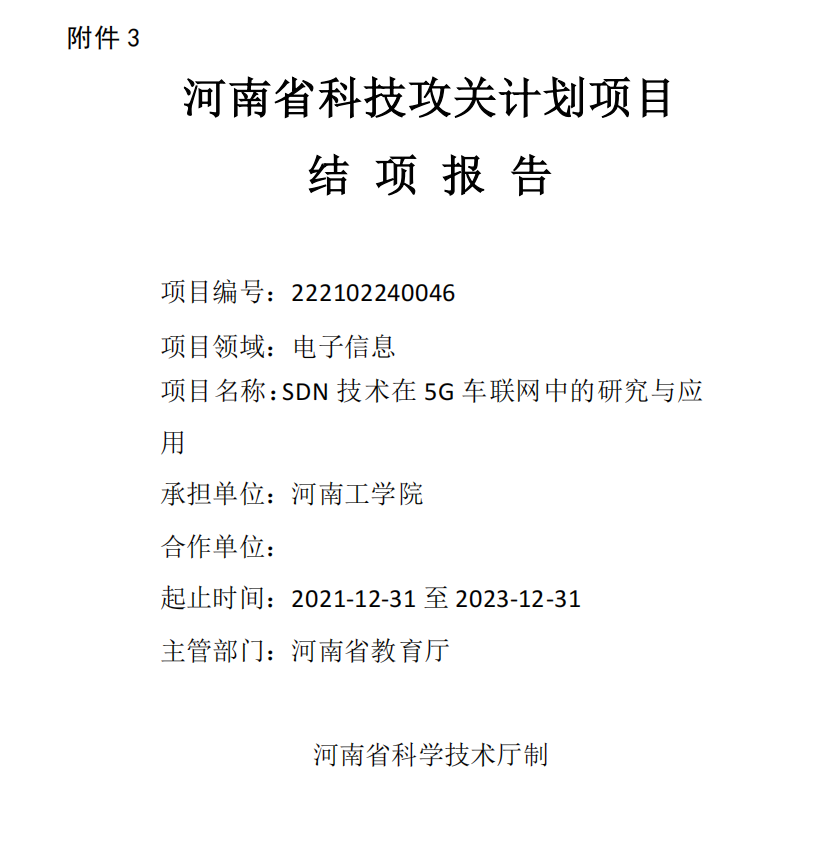 附件 3
河南省科技攻关计划项目
结 项 报 告
项目编号：222102240046
项目领域：电子信息
项目名称：SDN 技术在 5G 车联网中的研究与应
用
承担单位：河南工学院
合作单位：
起止时间：2021-12-31 至 2023-12-31
主管部门：河南省教育厅
河南省科学技术厅制